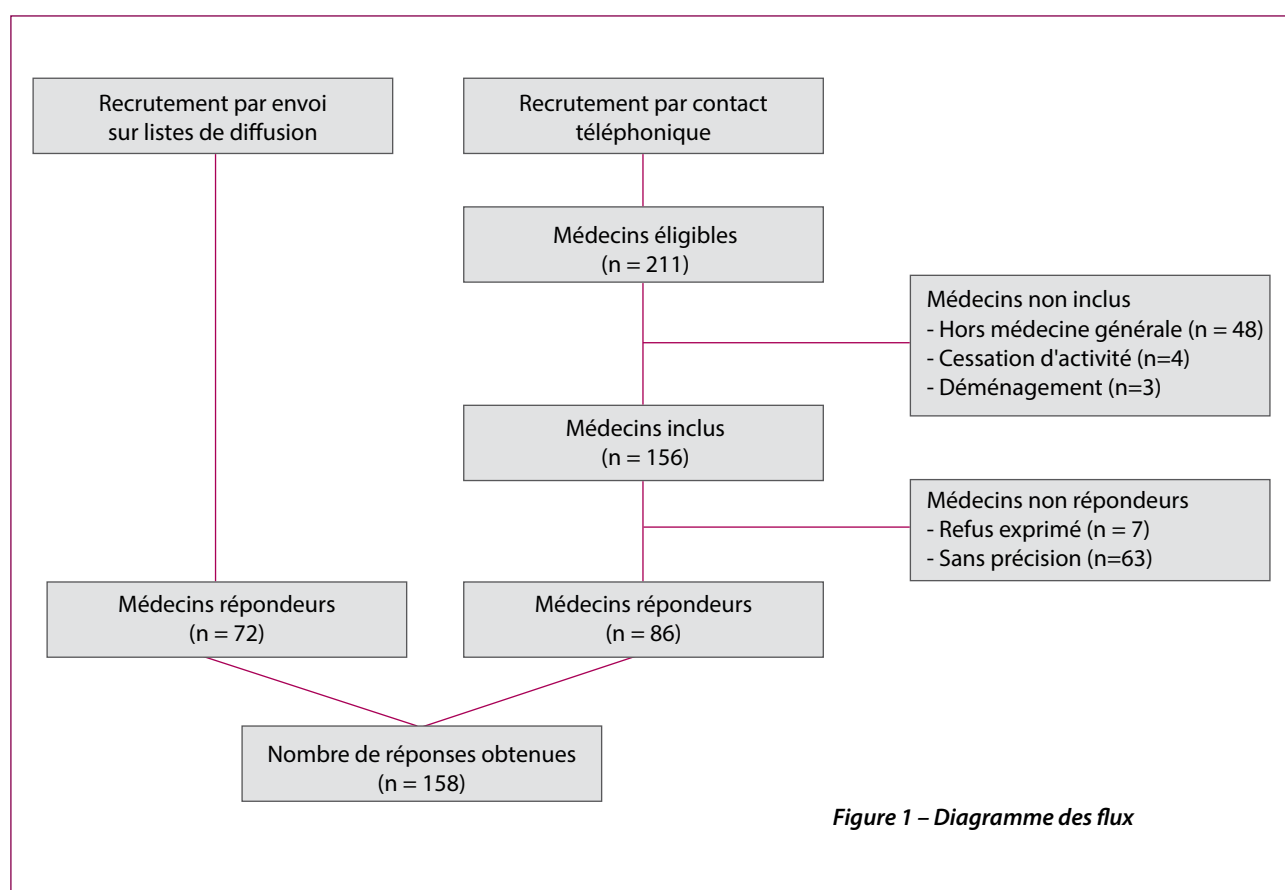 Recrutement par envoi
sur listes de diffusion
Recrutement par contact
téléphonique
Médecins éligibles
(n = 211)
Médecins non inclus
- Hors médecine générale (n = 48)
- Cessation d'activité (n=4)
- Déménagement (n=3)
Médecins inclus
(n = 156)
Médecins non répondeurs
- Refus exprimé (n = 7)
- Sans précision (n=63)
Médecins répondeurs
(n = 72)
Médecins répondeurs
(n = 86)
Nombre de réponses obtenues
(n = 158)
Figure 1 – Diagramme des flux